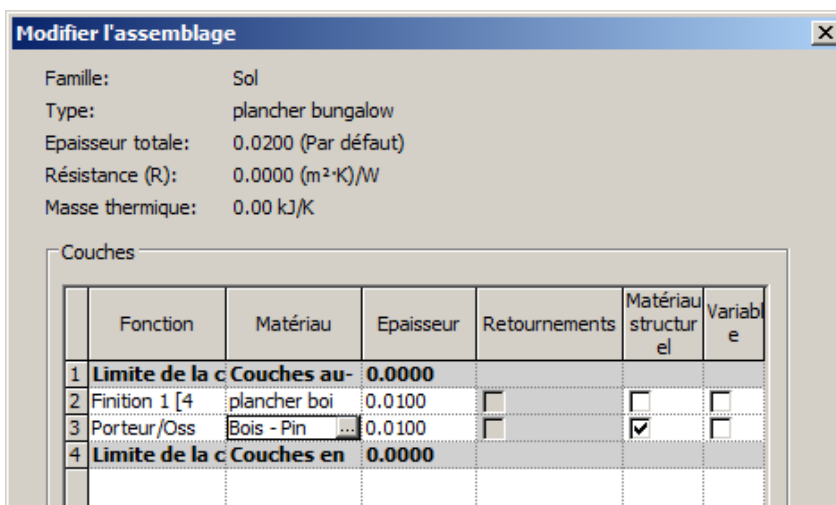 Modifier l'assemblage
Famille: Sol
Type: plancher bungalow
Epaisseur totale: 0.0200 (Par défaut)
Résistance (R): 0.0000 (m²·K)/W
Masse thermique: 0.00 kJ/K
Couches
Fonction Matériau Epaisseur Retournements Matériau structurel Variable
1 Limite de la c Couches au- 0.0000
2 Finition 1 [4 plancher boi 0.0100
3 Porteur/Oss Bois - Pin ... 0.0100
4 Limite de la c Couches en 0.0000